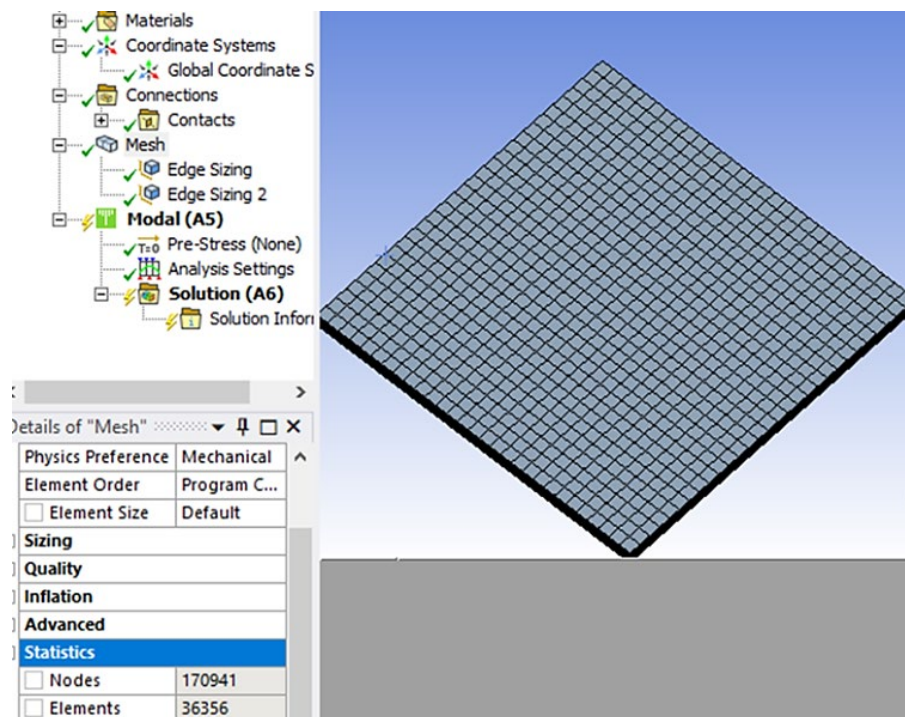 Materials
Coordinate Systems
Global Coordinate S
Connections
Contacts
Mesh
Edge Sizing
Edge Sizing 2
Modal (A5)
T=0 Pre-Stress (None)
Analysis Settings
Solution (A6)
Solution Infor
Details of "Mesh"
Physics Preference Mechanical
Element Order Program C...
Element Size Default
Sizing
Quality
Inflation
Advanced
Statistics
Nodes 170941
Elements 36356